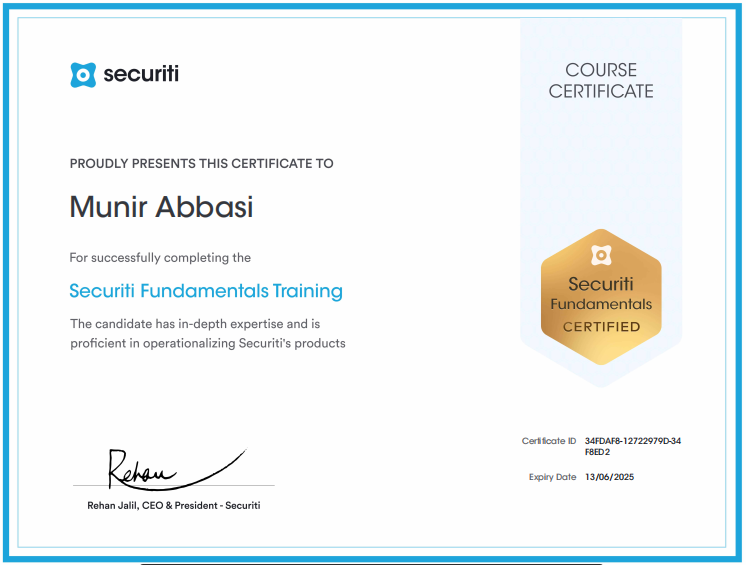 securiti
COURSE
CERTIFICATE
PROUDLY PRESENTS THIS CERTIFICATE TO
Munir Abbasi
For successfully completing the
Securiti Fundamentals Training
The candidate has in-depth expertise and is
proficient in operationalizing Securiti's products
Securiti
Fundamentals
CERTIFIED
Rehan
Rehan Jalil, CEO & President - Securiti
Certificate ID 34FDAF8-12722979D-34
F8ED2
Expiry Date 13/06/2025